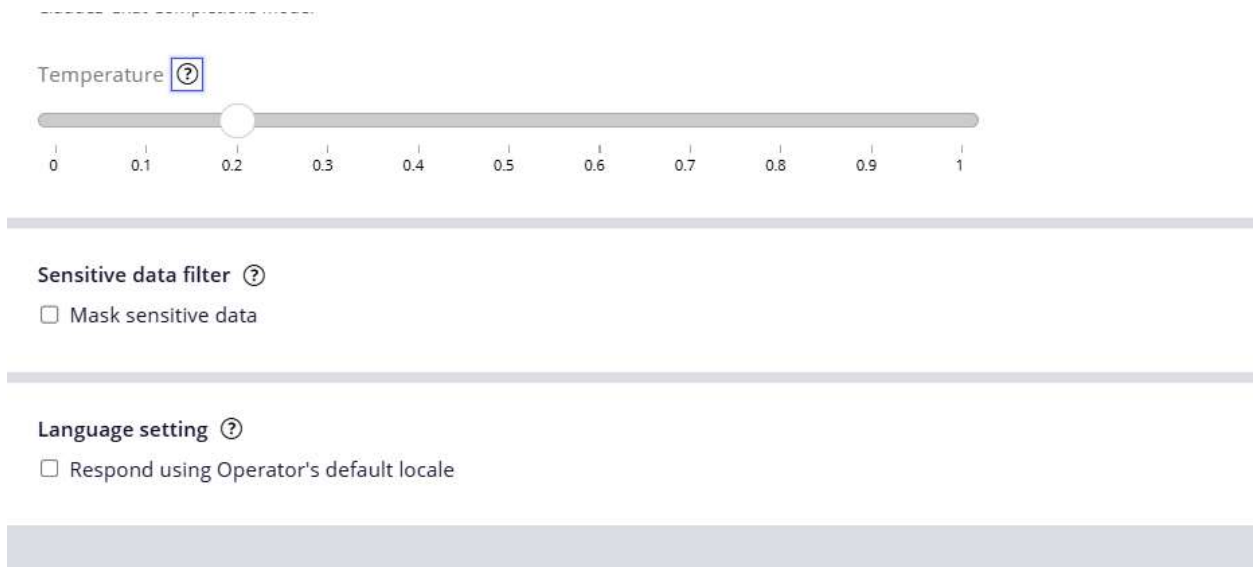 Temperature
0 0.1 0.2 0.3 0.4 0.5 0.6 0.7 0.8 0.9 1
Sensitive data filter
Mask sensitive data
Language setting
Respond using Operator's default locale